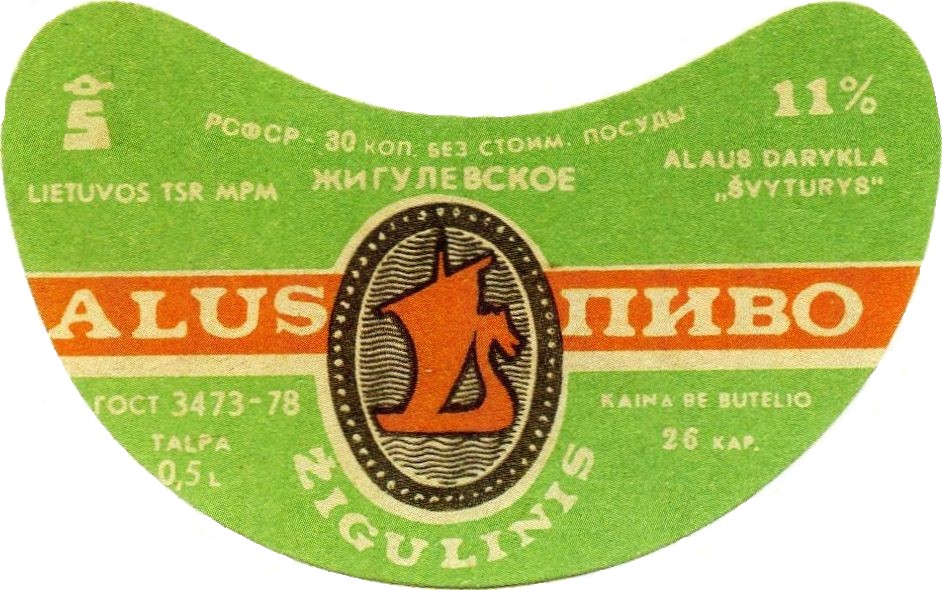 РСФСР - 30 КОП. БЕЗ СТОИМ. ПОСУДЫ
11%
LIETUVOS TSR MPM
ЖИГУЛЕВСКОЕ
ALAUS DARYKLA
„ŠVYTURYS"
ALUS ПИВО
ГОСТ 3473-78
TALPA
0,5 L
KAINA BE BUTELIO
26 KAP.
ŽIGULINIS